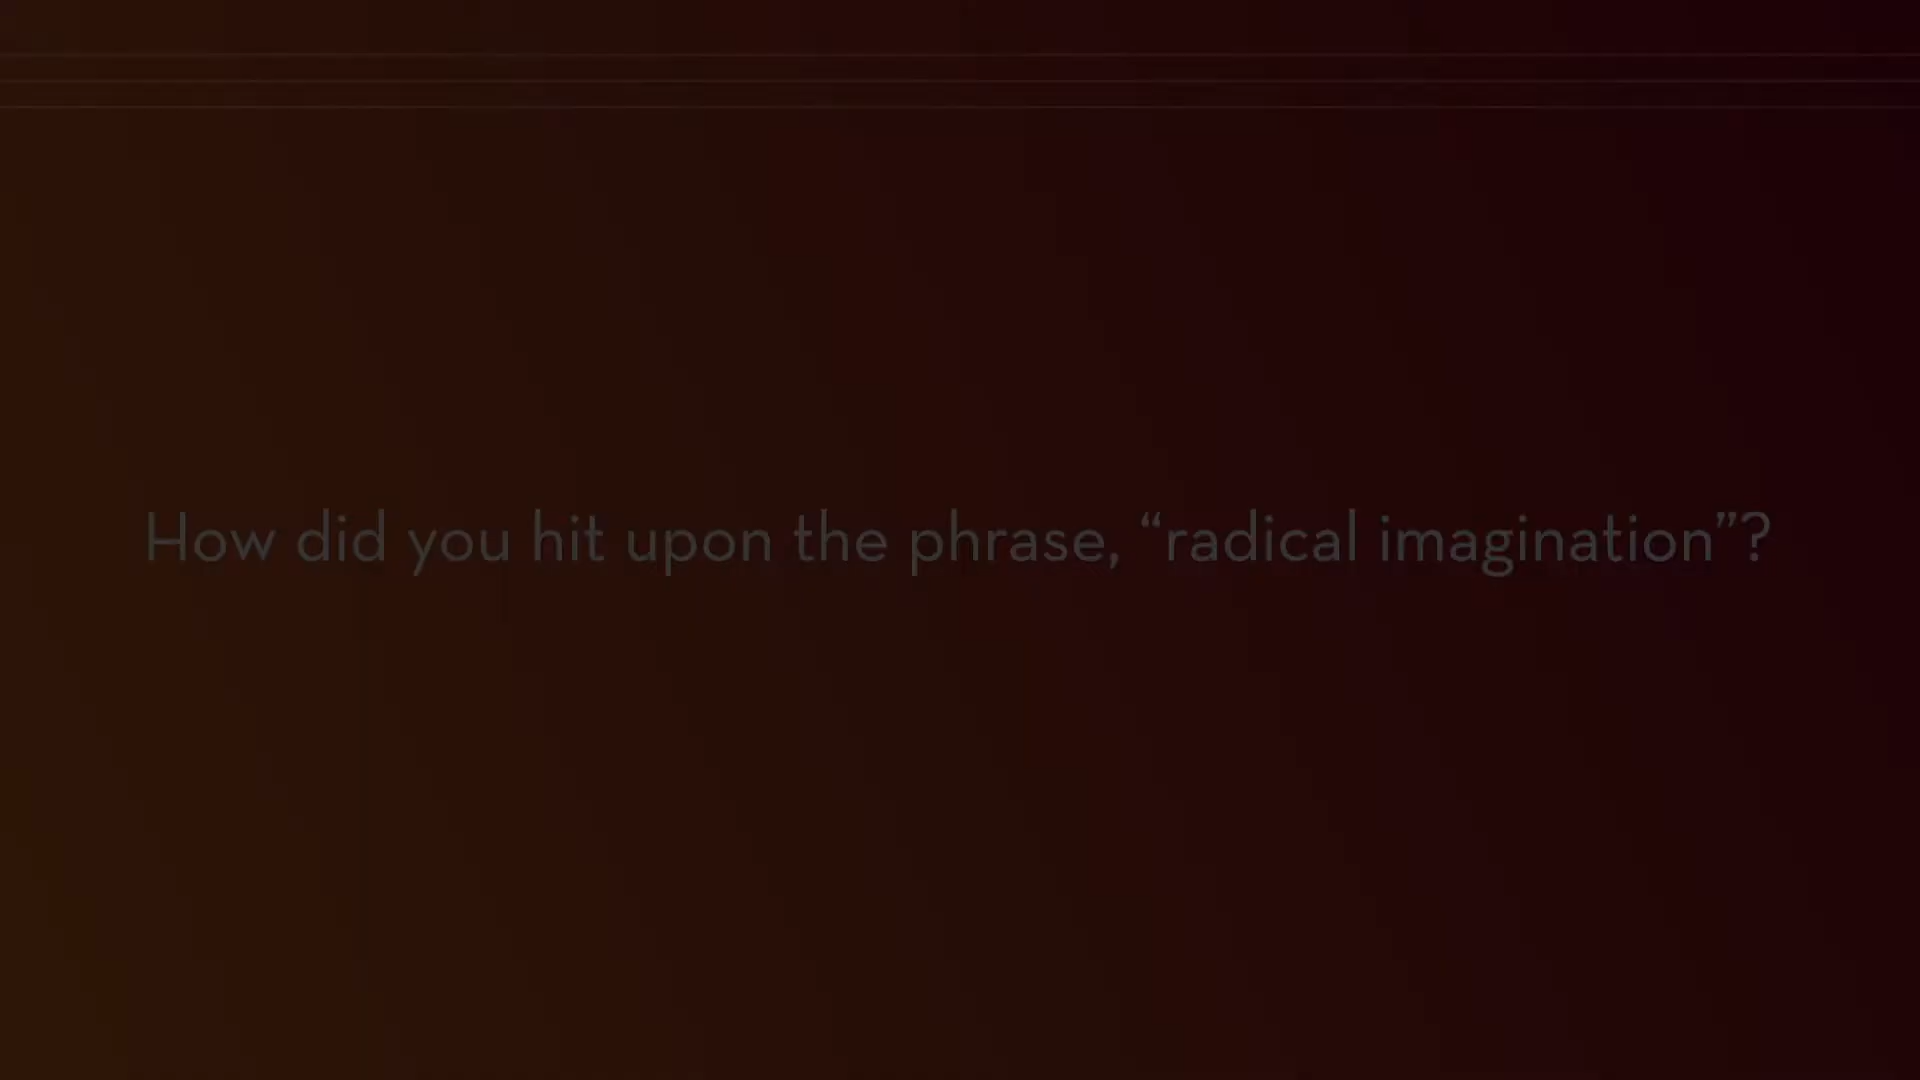 How did you hit upon the phrase, “radical imagination”?